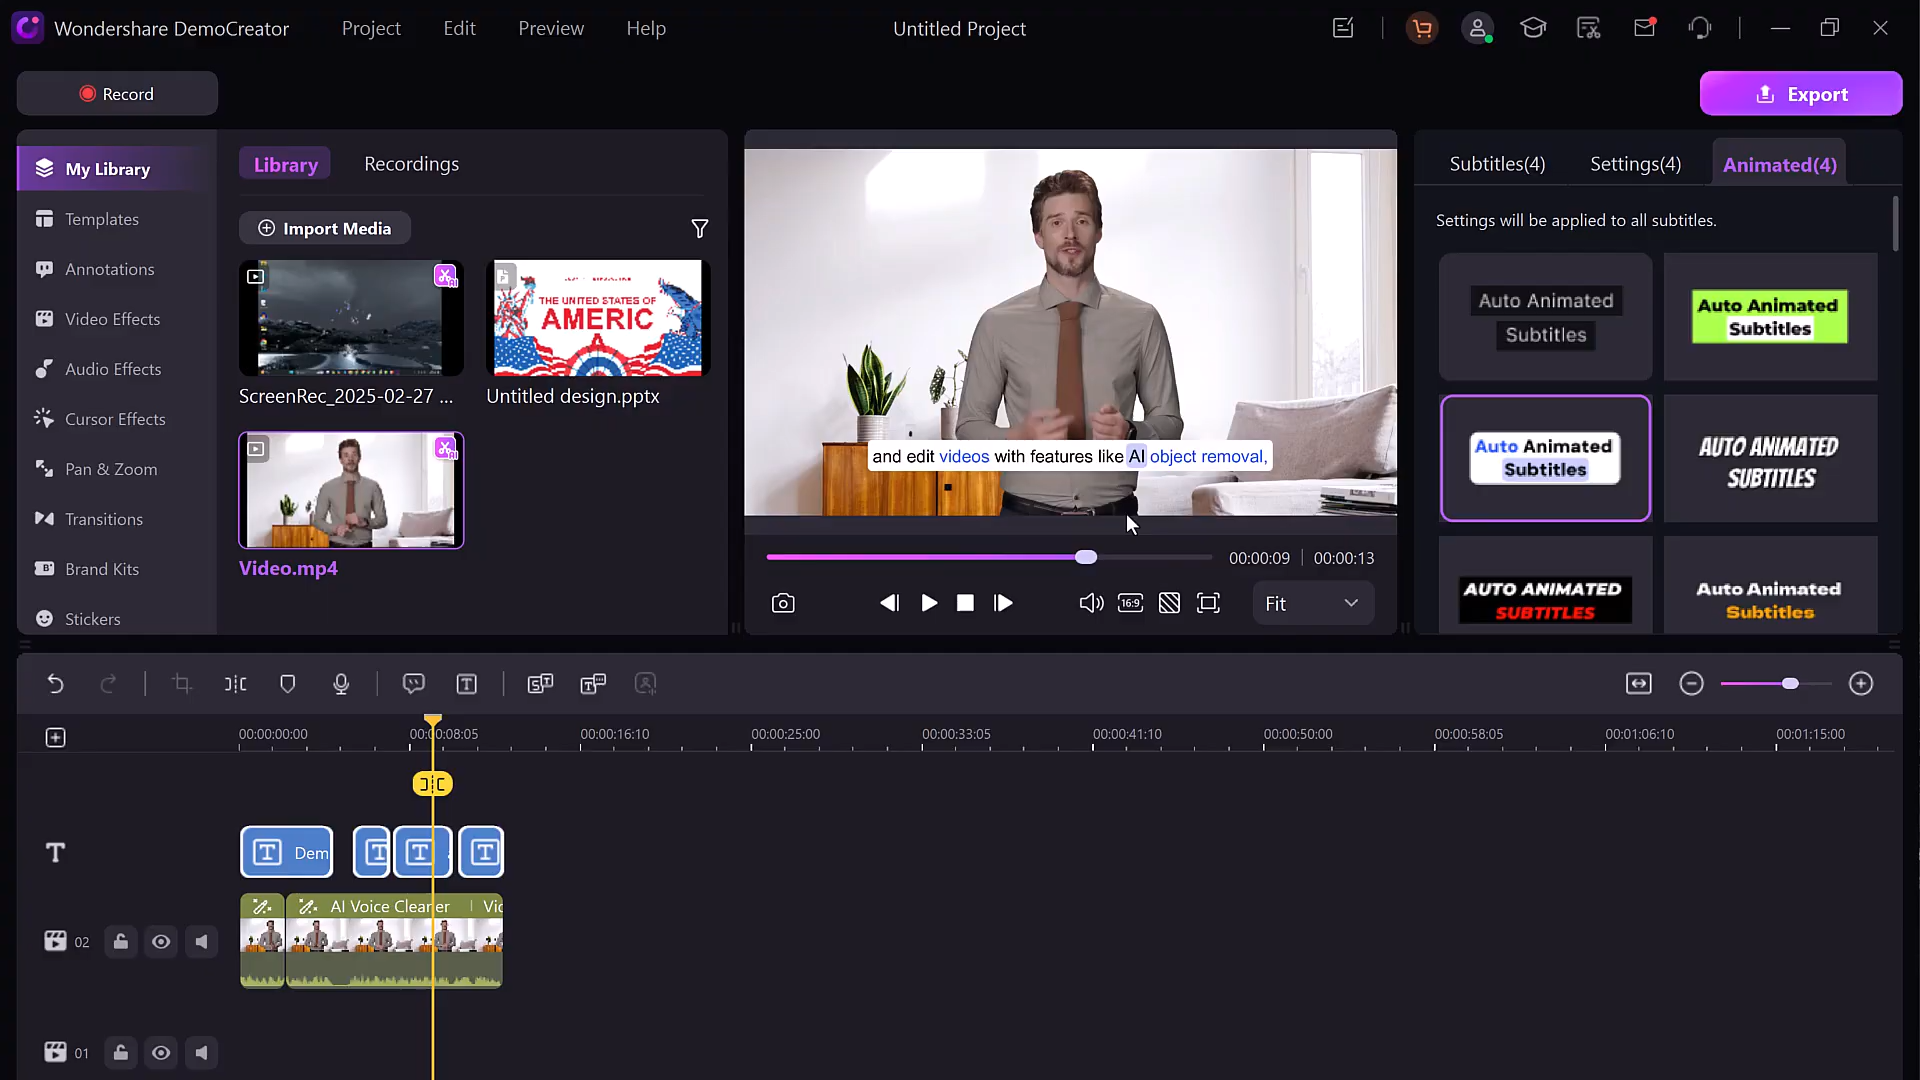 Wondershare DemoCreator
Project
Edit
Preview
Help
Untitled Project
Record
Export
My Library
Templates
Annotations
Video Effects
Audio Effects
Cursor Effects
Pan & Zoom
Transitions
Brand Kits
Stickers
Library
Recordings
Import Media
THE UNITED STATES OF
AMERIC
ScreenRec_2025-02-27 ...
Untitled design.pptx
Video.mp4
and edit videos with features like AI object removal,
00:00:09
00:00:13
16:9
Fit
Subtitles(4)
Settings(4)
Animated(4)
Settings will be applied to all subtitles.
Auto Animated
Subtitles
Auto Animated
Subtitles
Auto Animated
Subtitles
AUTO ANIMATED
SUBTITLES
AUTO ANIMATED
SUBTITLES
Auto Animated
Subtitles
00:00:00:00
00:00:08:05
00:00:16:10
00:00:25:00
00:00:33:05
00:00:41:10
00:00:50:00
00:00:58:05
00:01:06:10
00:01:15:00
Dem
AI Voice Cleaner
Vid
02
01